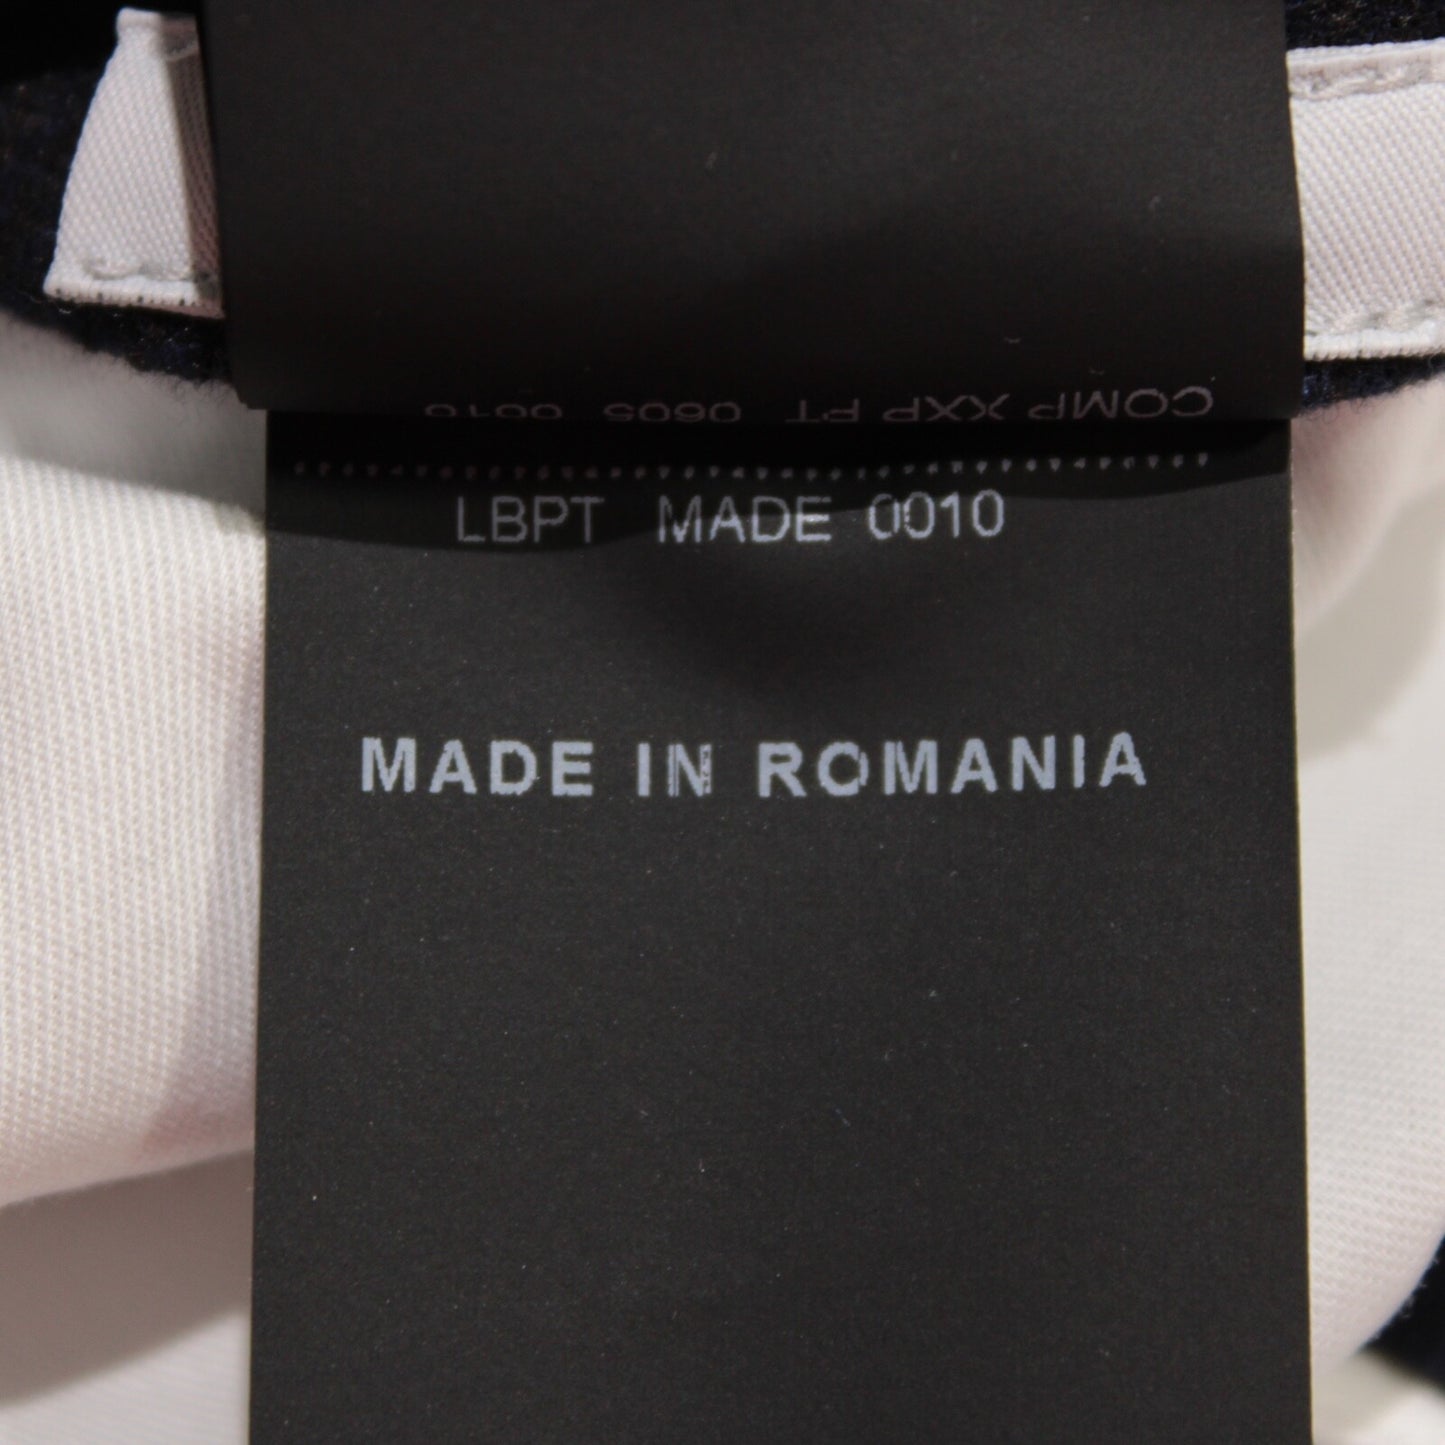 COMP XXP PT 0605 0010
LBPT MADE 0010
MADE IN ROMANIA